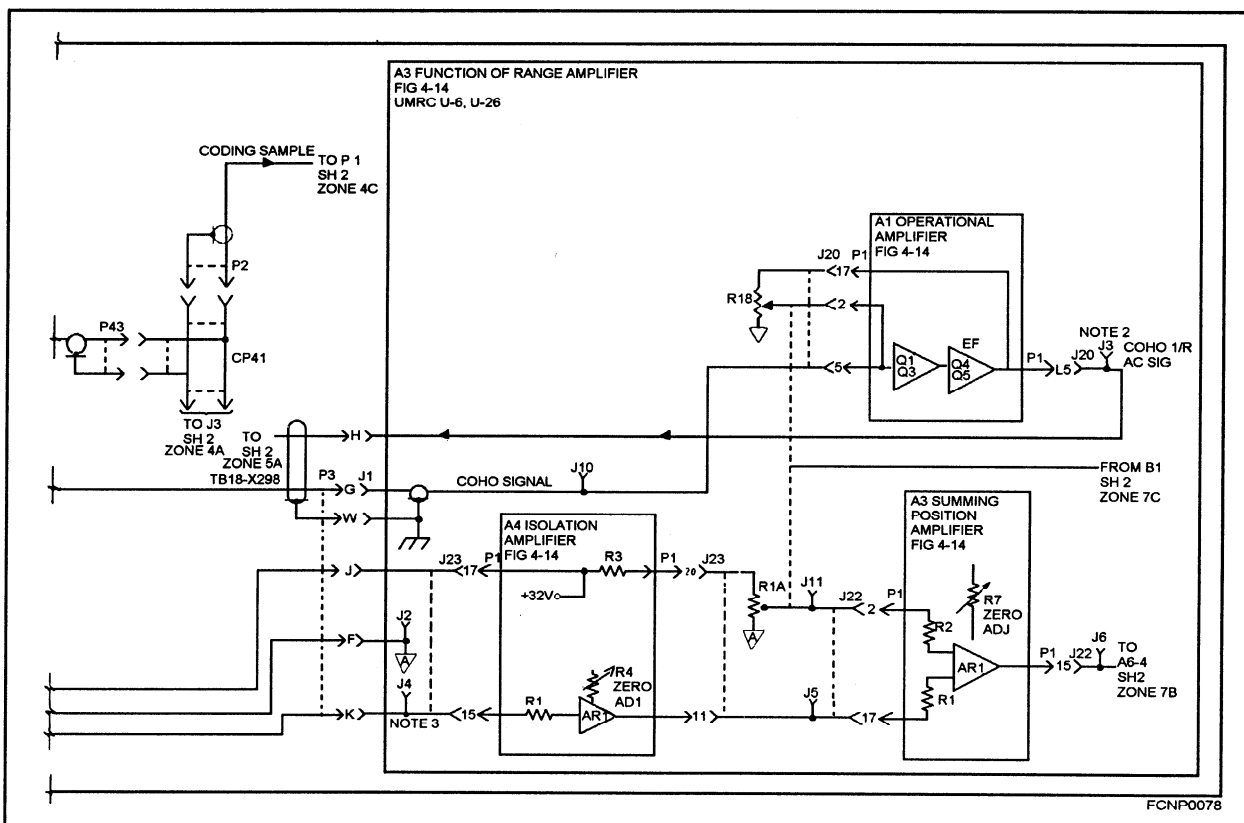 A3 FUNCTION OF RANGE AMPLIFIER
FIG 4-14
UMRC U-6, U-26
CODING SAMPLE
TO P 1
SH 2
ZONE 4C
P2
P43
CP41
TO J3
SH 2
ZONE 4A
TO
SH 2
ZONE 5A
TB18-X298
H
P3
G
J1
W
COHO SIGNAL
J10
A1 OPERATIONAL
AMPLIFIER
FIG 4-14
J20
P1
17
R18
2
5
Q1
Q3
EF
Q4
Q5
P1
L5
J20
NOTE 2
J3
COHO 1/R
AC SIG
FROM B1
SH 2
ZONE 7C
A4 ISOLATION
AMPLIFIER
FIG 4-14
J
J23
17
P1
R3
+32V
P1
20
J23
R1A
A
J11
J22
2
P1
A3 SUMMING
POSITION
AMPLIFIER
FIG 4-14
R7
ZERO
ADJ
R2
AR1
R1
P1
15
J22
J6
TO
A6-4
SH2
ZONE 7B
F
J2
A
J4
K
NOTE 3
15
R1
R4
ZERO
AD1
AR1
11
J5
17
FCNP0078